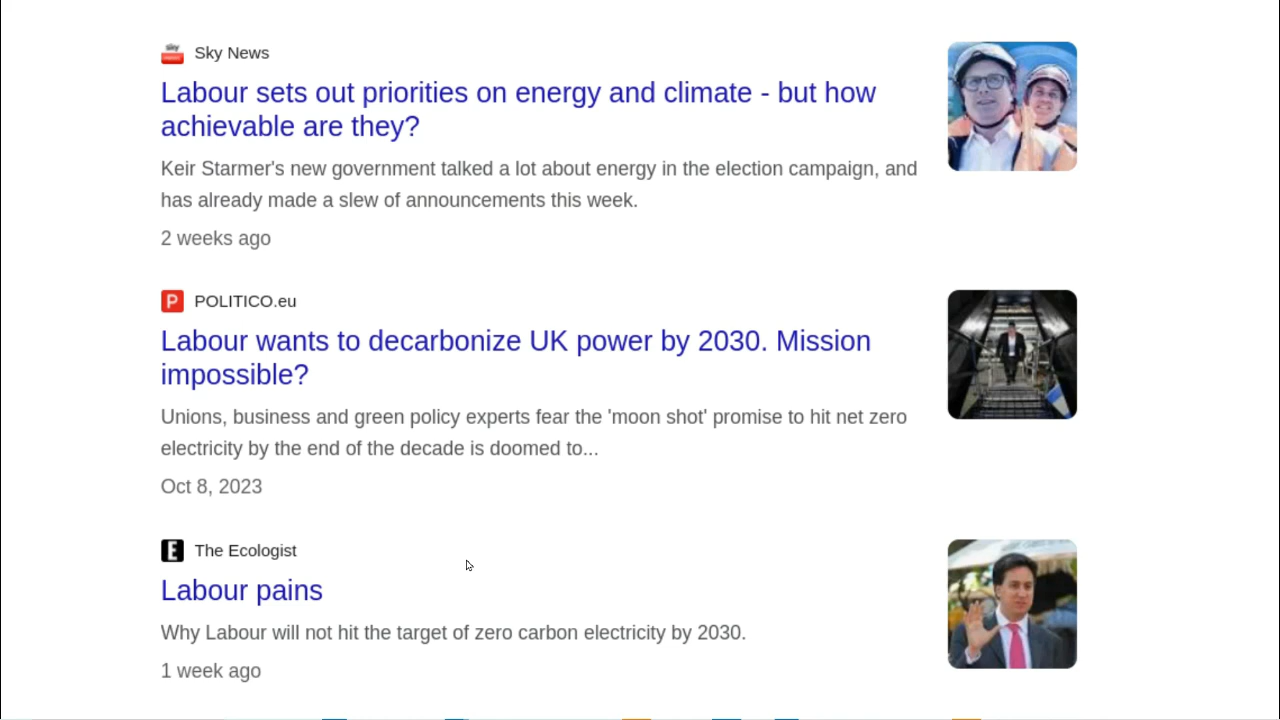 Sky News
Labour sets out priorities on energy and climate - but how
achievable are they?
Keir Starmer's new government talked a lot about energy in the election campaign, and
has already made a slew of announcements this week.
2 weeks ago
POLITICO.eu
Labour wants to decarbonize UK power by 2030. Mission
impossible?
Unions, business and green policy experts fear the 'moon shot' promise to hit net zero
electricity by the end of the decade is doomed to...
Oct 8, 2023
The Ecologist
Labour pains
Why Labour will not hit the target of zero carbon electricity by 2030.
1 week ago